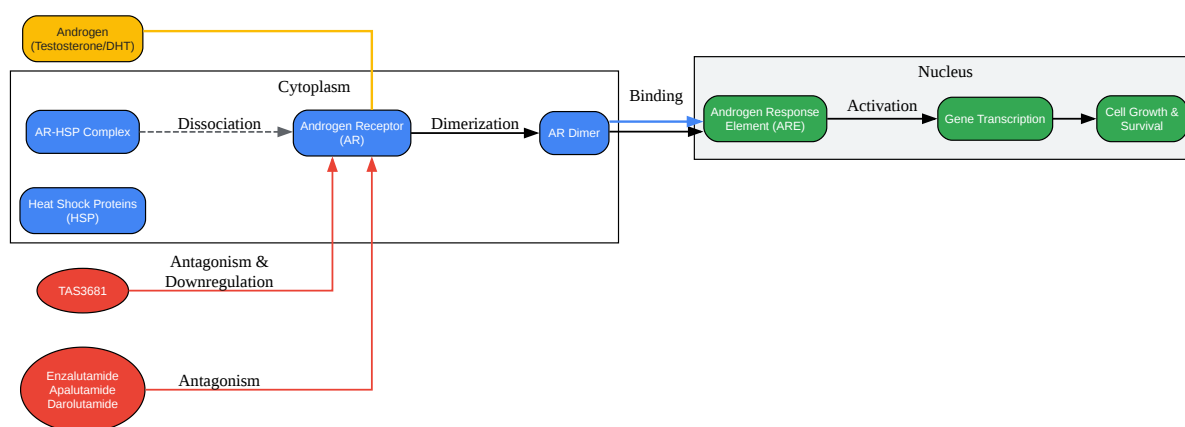 Androgen
(Testosterone/DHT)
Cytoplasm
Nucleus
AR-HSP Complex
Dissociation
Androgen Receptor
(AR)
Dimerization
AR Dimer
Binding
Androgen Response
Element (ARE)
Activation
Gene Transcription
Cell Growth &
Survival
Heat Shock Proteins
(HSP)
TAS3681
Antagonism &
Downregulation
Enzalutamide
Apalutamide
Darolutamide
Antagonism